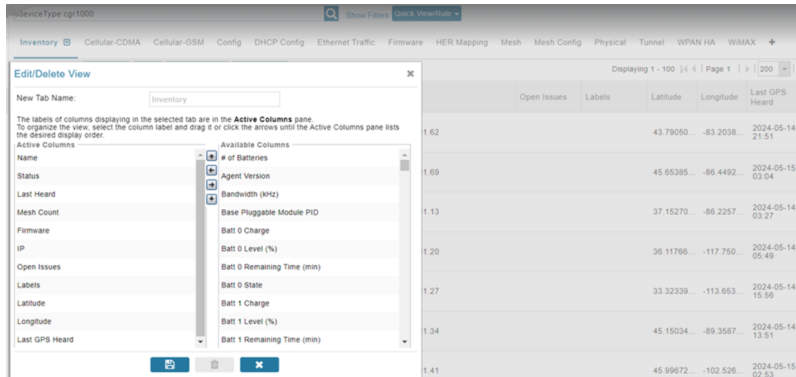 deviceType:cgr1000
Show Filters
Quick View/Rule
Inventory Cellular-CDMA Cellular-GSM Config DHCP Config Ethernet Traffic Firmware HER Mapping Mesh Mesh Config Physical Tunnel WPAN HA WiMAX +
Displaying 1 - 100 Page 1 200
Edit/Delete View
New Tab Name: Inventory
The labels of columns displaying in the selected tab are in the Active Columns pane.
To organize the view, select the column label and drag it or click the arrows until the Active Columns pane lists
the desired display order.
Active Columns
Name
Status
Last Heard
Mesh Count
Firmware
IP
Open Issues
Labels
Latitude
Longitude
Last GPS Heard
Available Columns
# of Batteries
Agent Version
Bandwidth (kHz)
Base Pluggable Module PID
Batt 0 Charge
Batt 0 Level (%)
Batt 0 Remaining Time (min)
Batt 0 State
Batt 1 Charge
Batt 1 Level (%)
Batt 1 Remaining Time (min)
Open Issues Labels Latitude Longitude Last GPS
Heard
1.62 43.79050... -83.2038... 2024-05-14
21:51
1.69 45.65385... -86.4492... 2024-05-15
03:04
1.13 37.15270... -86.2257... 2024-05-14
03:27
1.20 36.11766... -117.750... 2024-05-14
05:49
1.27 33.32339... -113.653... 2024-05-14
15:56
1.34 45.15034... -89.3587... 2024-05-14
13:51
1.41 45.99672... -102.526... 2024-05-15
02:53